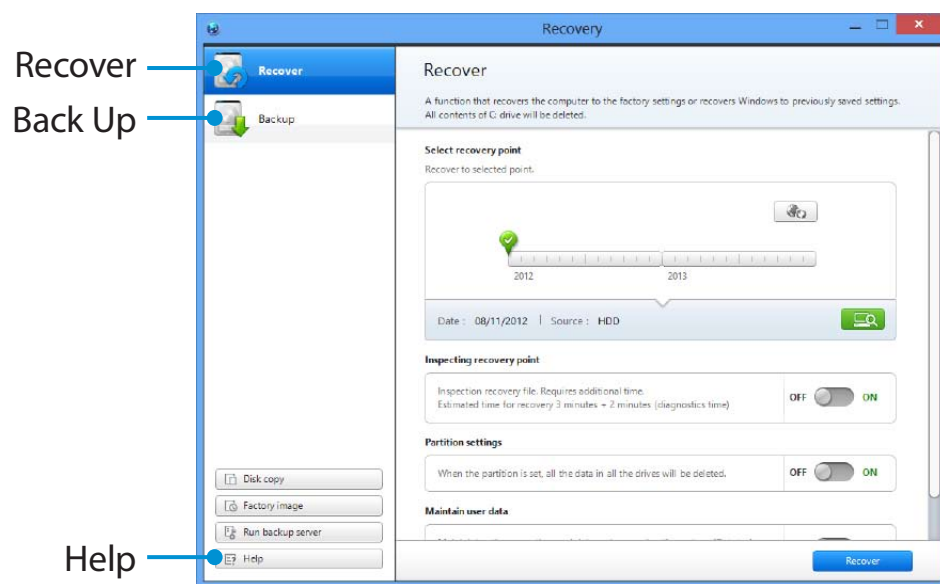 Recovery
Recover
Back Up
Help
Recover
Backup
Disk copy
Factory image
Run backup server
Help
Recover
A function that recovers the computer to the factory settings or recovers Windows to previously saved settings.
All contents of C: drive will be deleted.
Select recovery point
Recover to selected point.
2012 2013
Date : 08/11/2012 | Source : HDD
Inspecting recovery point
Inspection recovery file. Requires additional time.
Estimated time for recovery 3 minutes + 2 minutes (diagnostics time)
OFF ON
Partition settings
When the partition is set, all the data in all the drives will be deleted.
OFF ON
Maintain user data
Recover